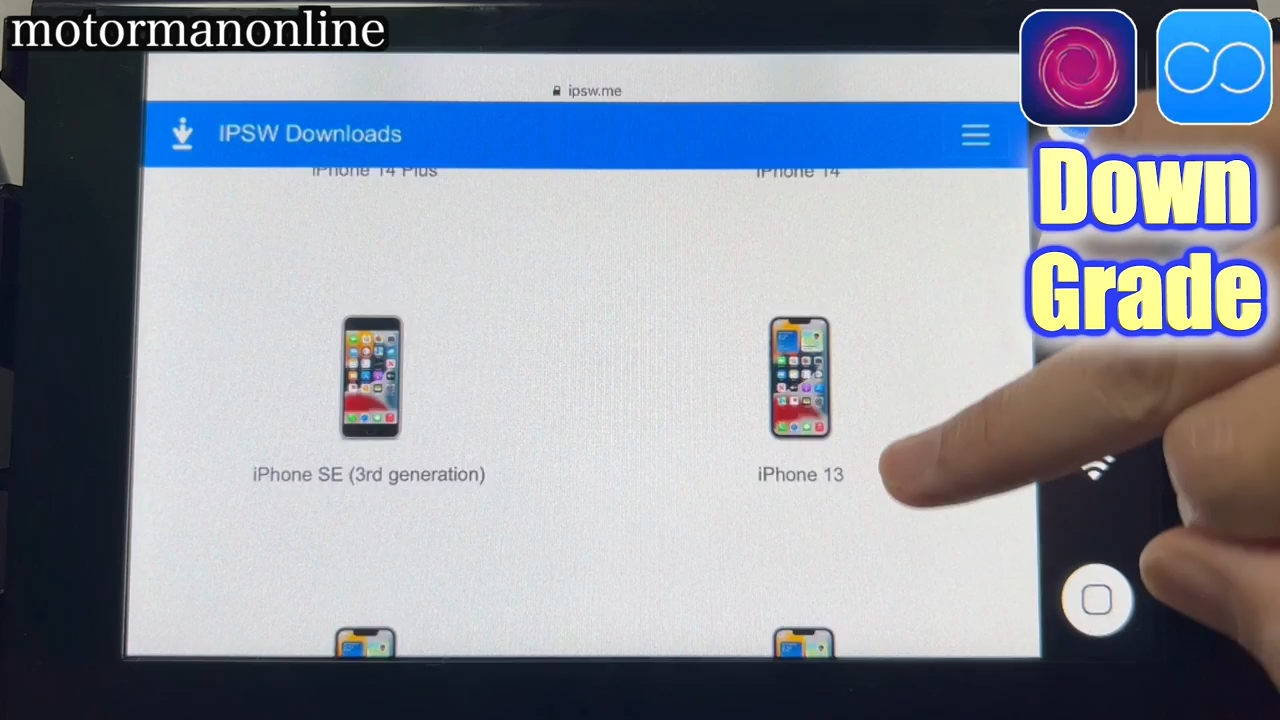 motormanonline
ipsw.me
IPSW Downloads
iPhone 14 Plus
iPhone 14
Down
Grade
iPhone SE (3rd generation)
iPhone 13